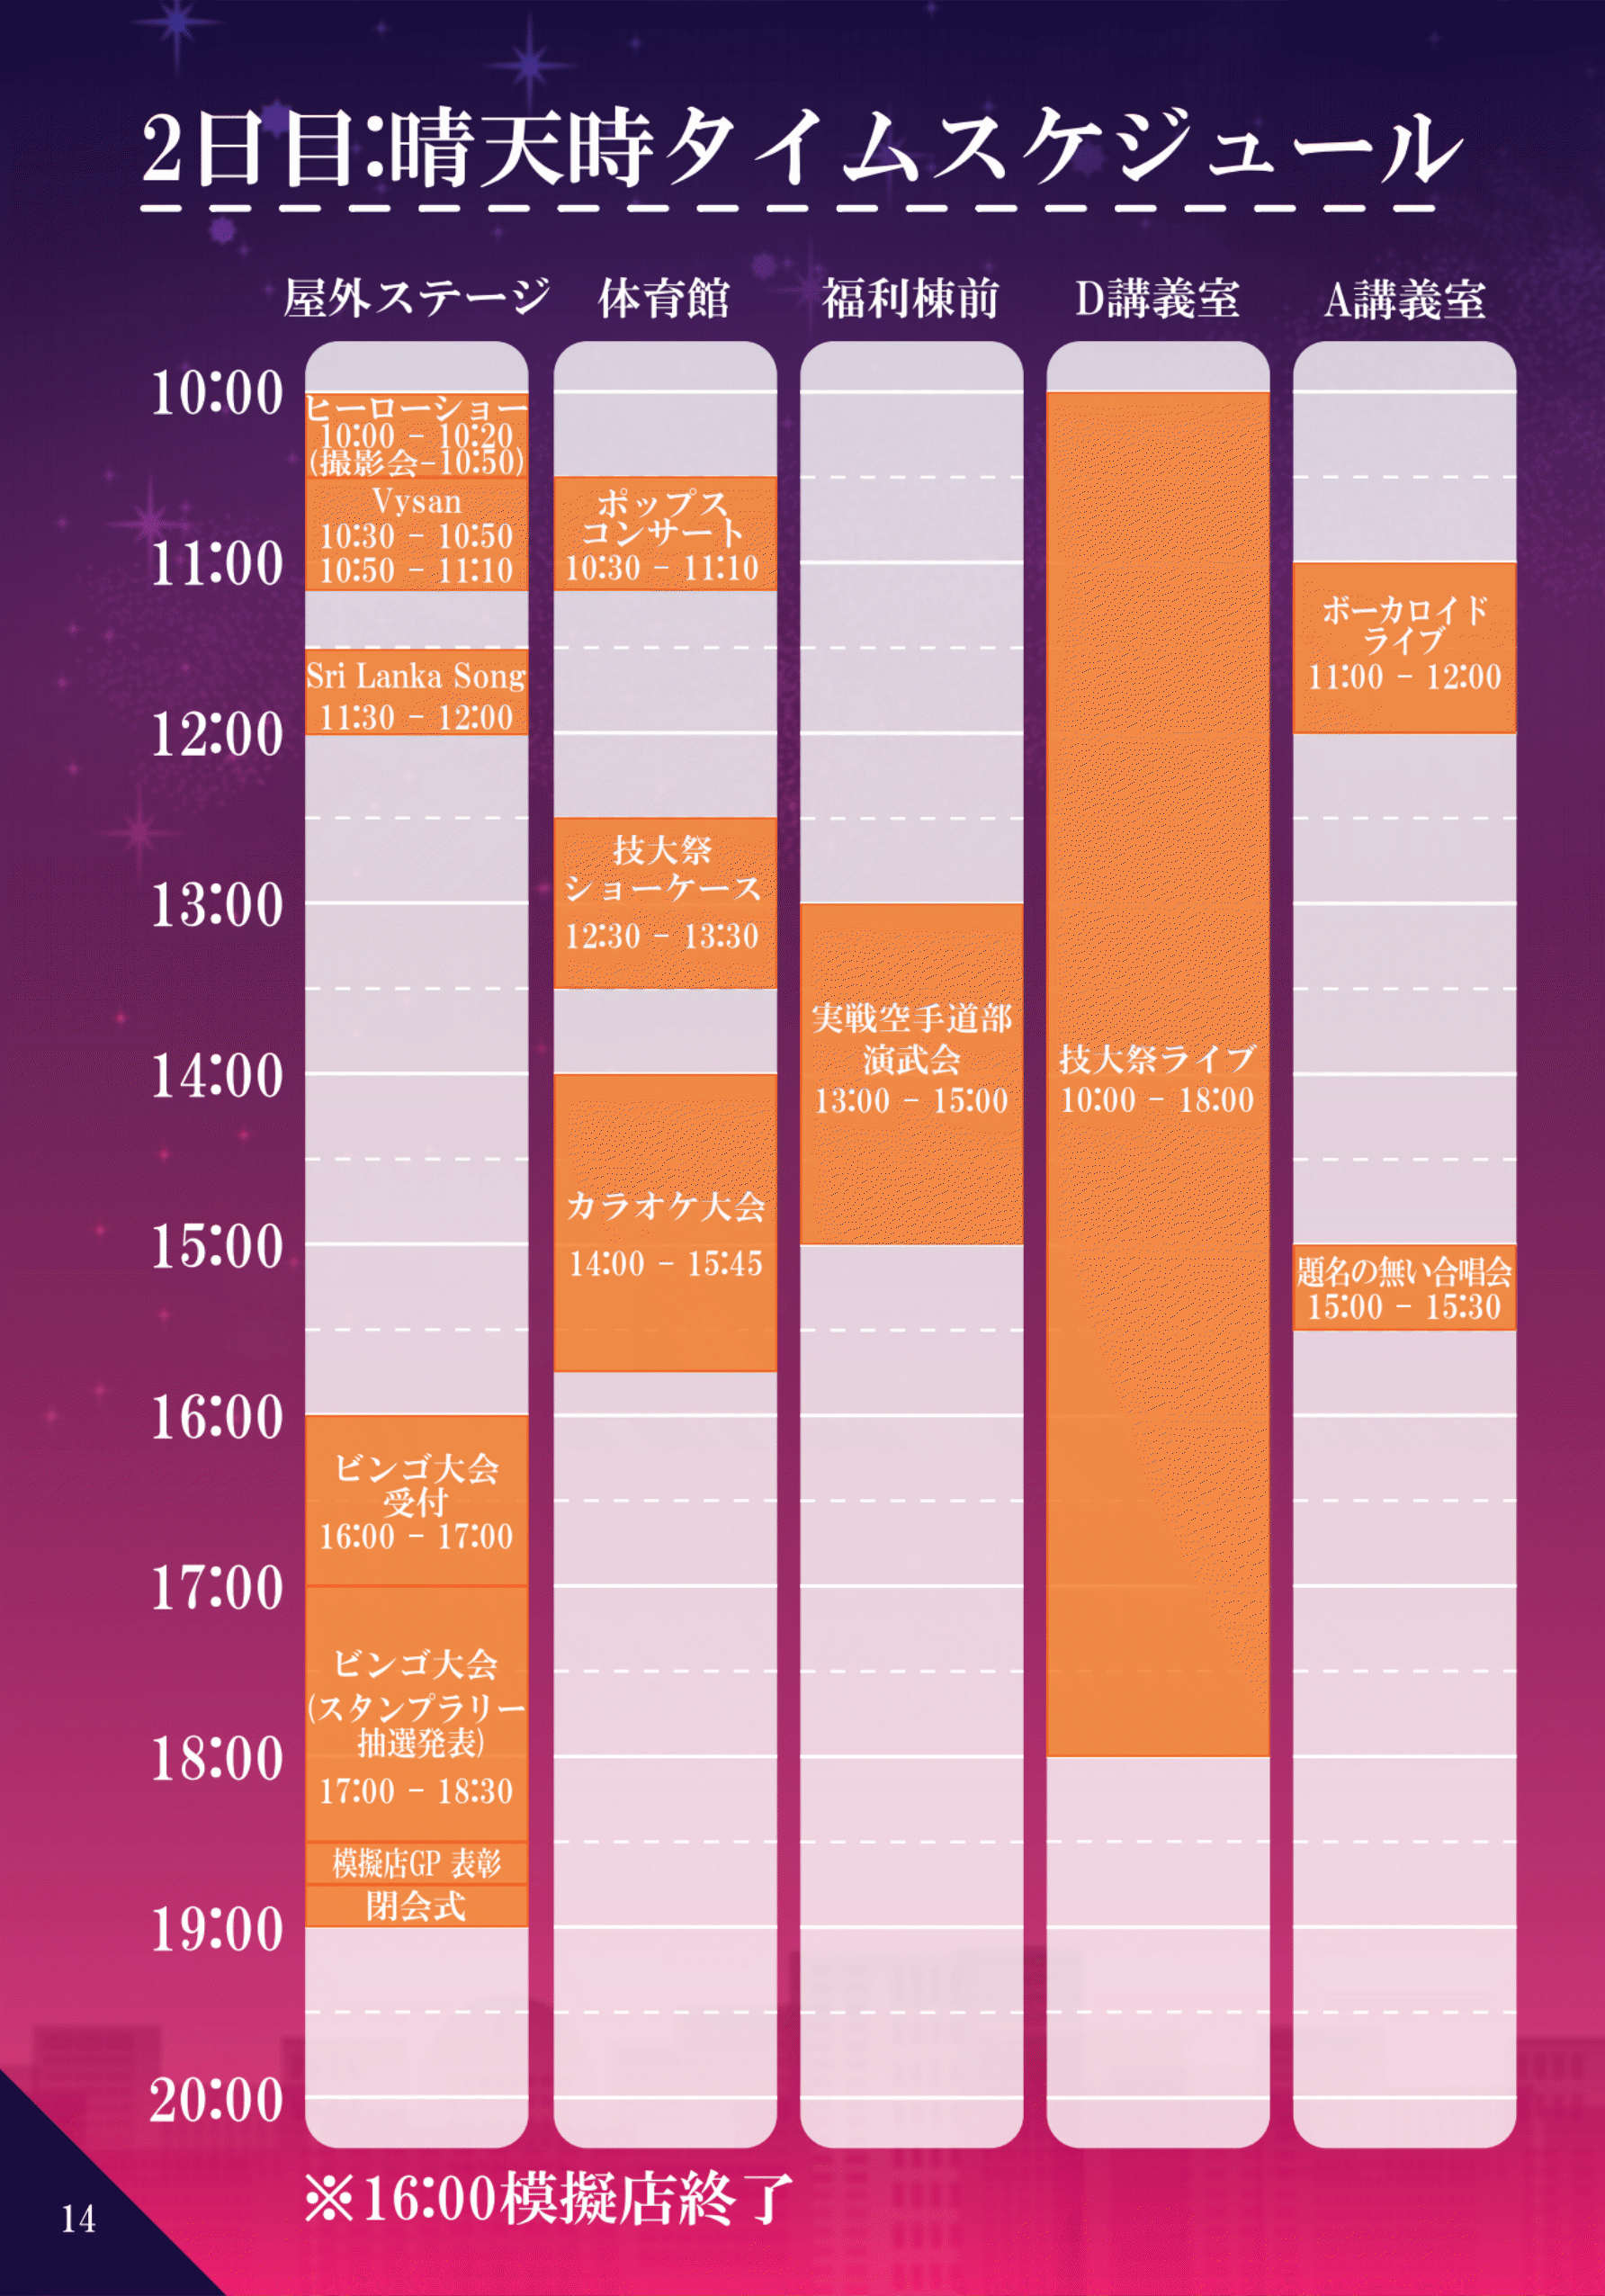 2日目:晴天時タイムスケジュール
屋外ステージ
体育館
福利棟前
D講義室
A講義室
10:00
11:00
12:00
13:00
14:00
15:00
16:00
17:00
18:00
19:00
20:00
ヒーローショー
10:00 - 10:20
(撮影会-10:50)
Vysan
10:30 - 10:50
10:50 - 11:10
Sri Lanka Song
11:30 - 12:00
ビンゴ大会
受付
16:00 - 17:00
ビンゴ大会
(スタンプラリー
抽選発表)
17:00 - 18:30
模擬店GP 表彰
閉会式
ポップス
コンサート
10:30 - 11:10
技大祭
ショーケース
12:30 - 13:30
カラオケ大会
14:00 - 15:45
実戦空手道部
演武会
13:00 - 15:00
技大祭ライブ
10:00 - 18:00
ボーカロイド
ライブ
11:00 - 12:00
題名の無い合唱会
15:00 - 15:30
※16:00模擬店終了
14